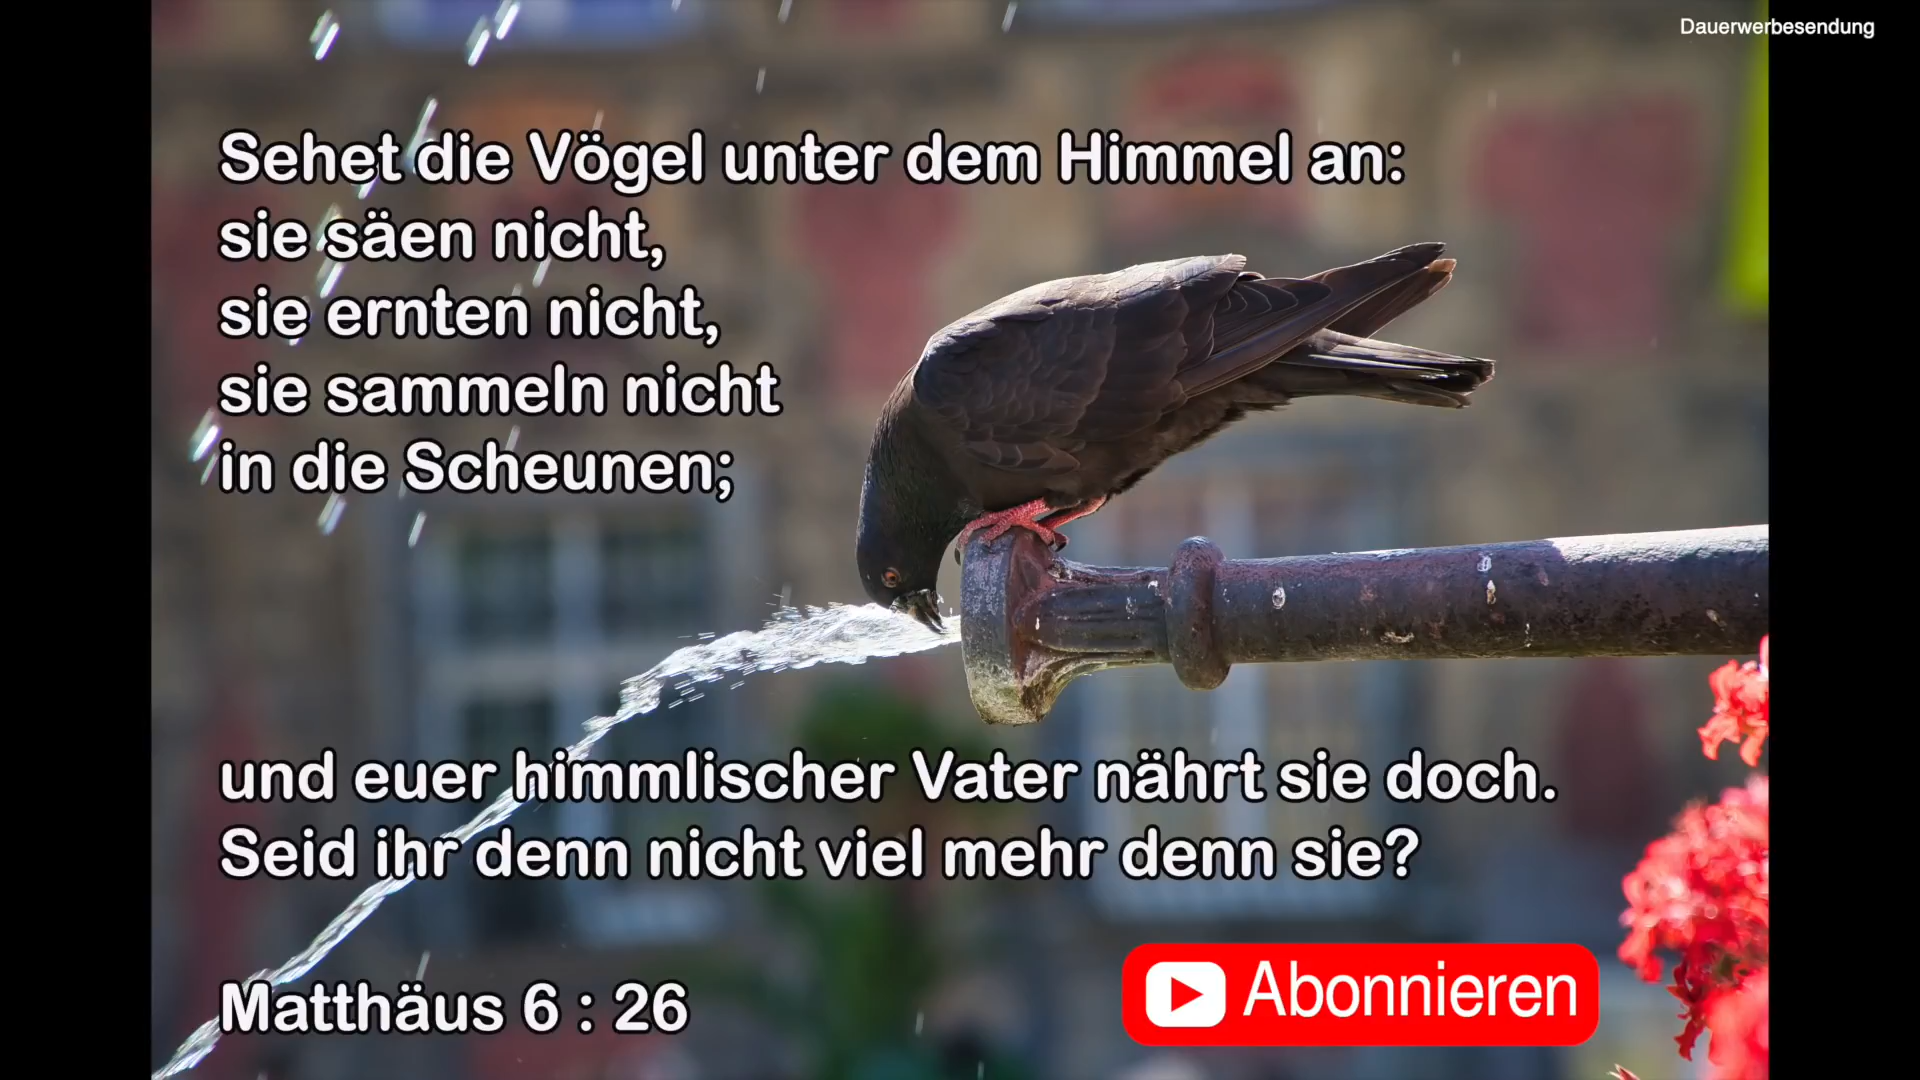 Dauerwerbesendung
Sehet die Vögel unter dem Himmel an:
sie säen nicht,
sie ernten nicht,
sie sammeln nicht
in die Scheunen;
und euer himmlischer Vater nährt sie doch.
Seid ihr denn nicht viel mehr denn sie?
Matthäus 6 : 26
Abonnieren